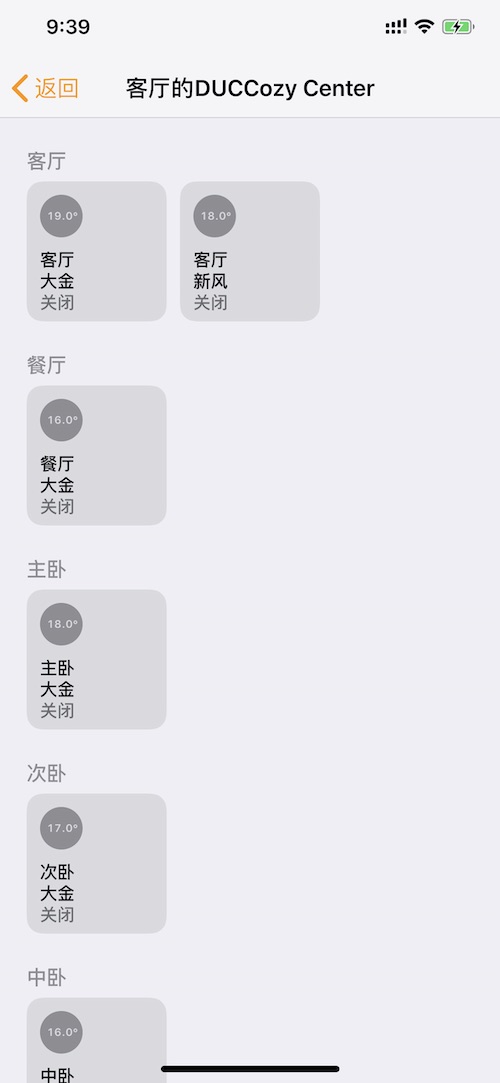 9:39
返回
客厅的DUCCozy Center
客厅
19.0°
客厅
大金
关闭
18.0°
客厅
新风
关闭
餐厅
16.0°
餐厅
大金
关闭
主卧
18.0°
主卧
大金
关闭
次卧
17.0°
次卧
大金
关闭
中卧
16.0°
中卧